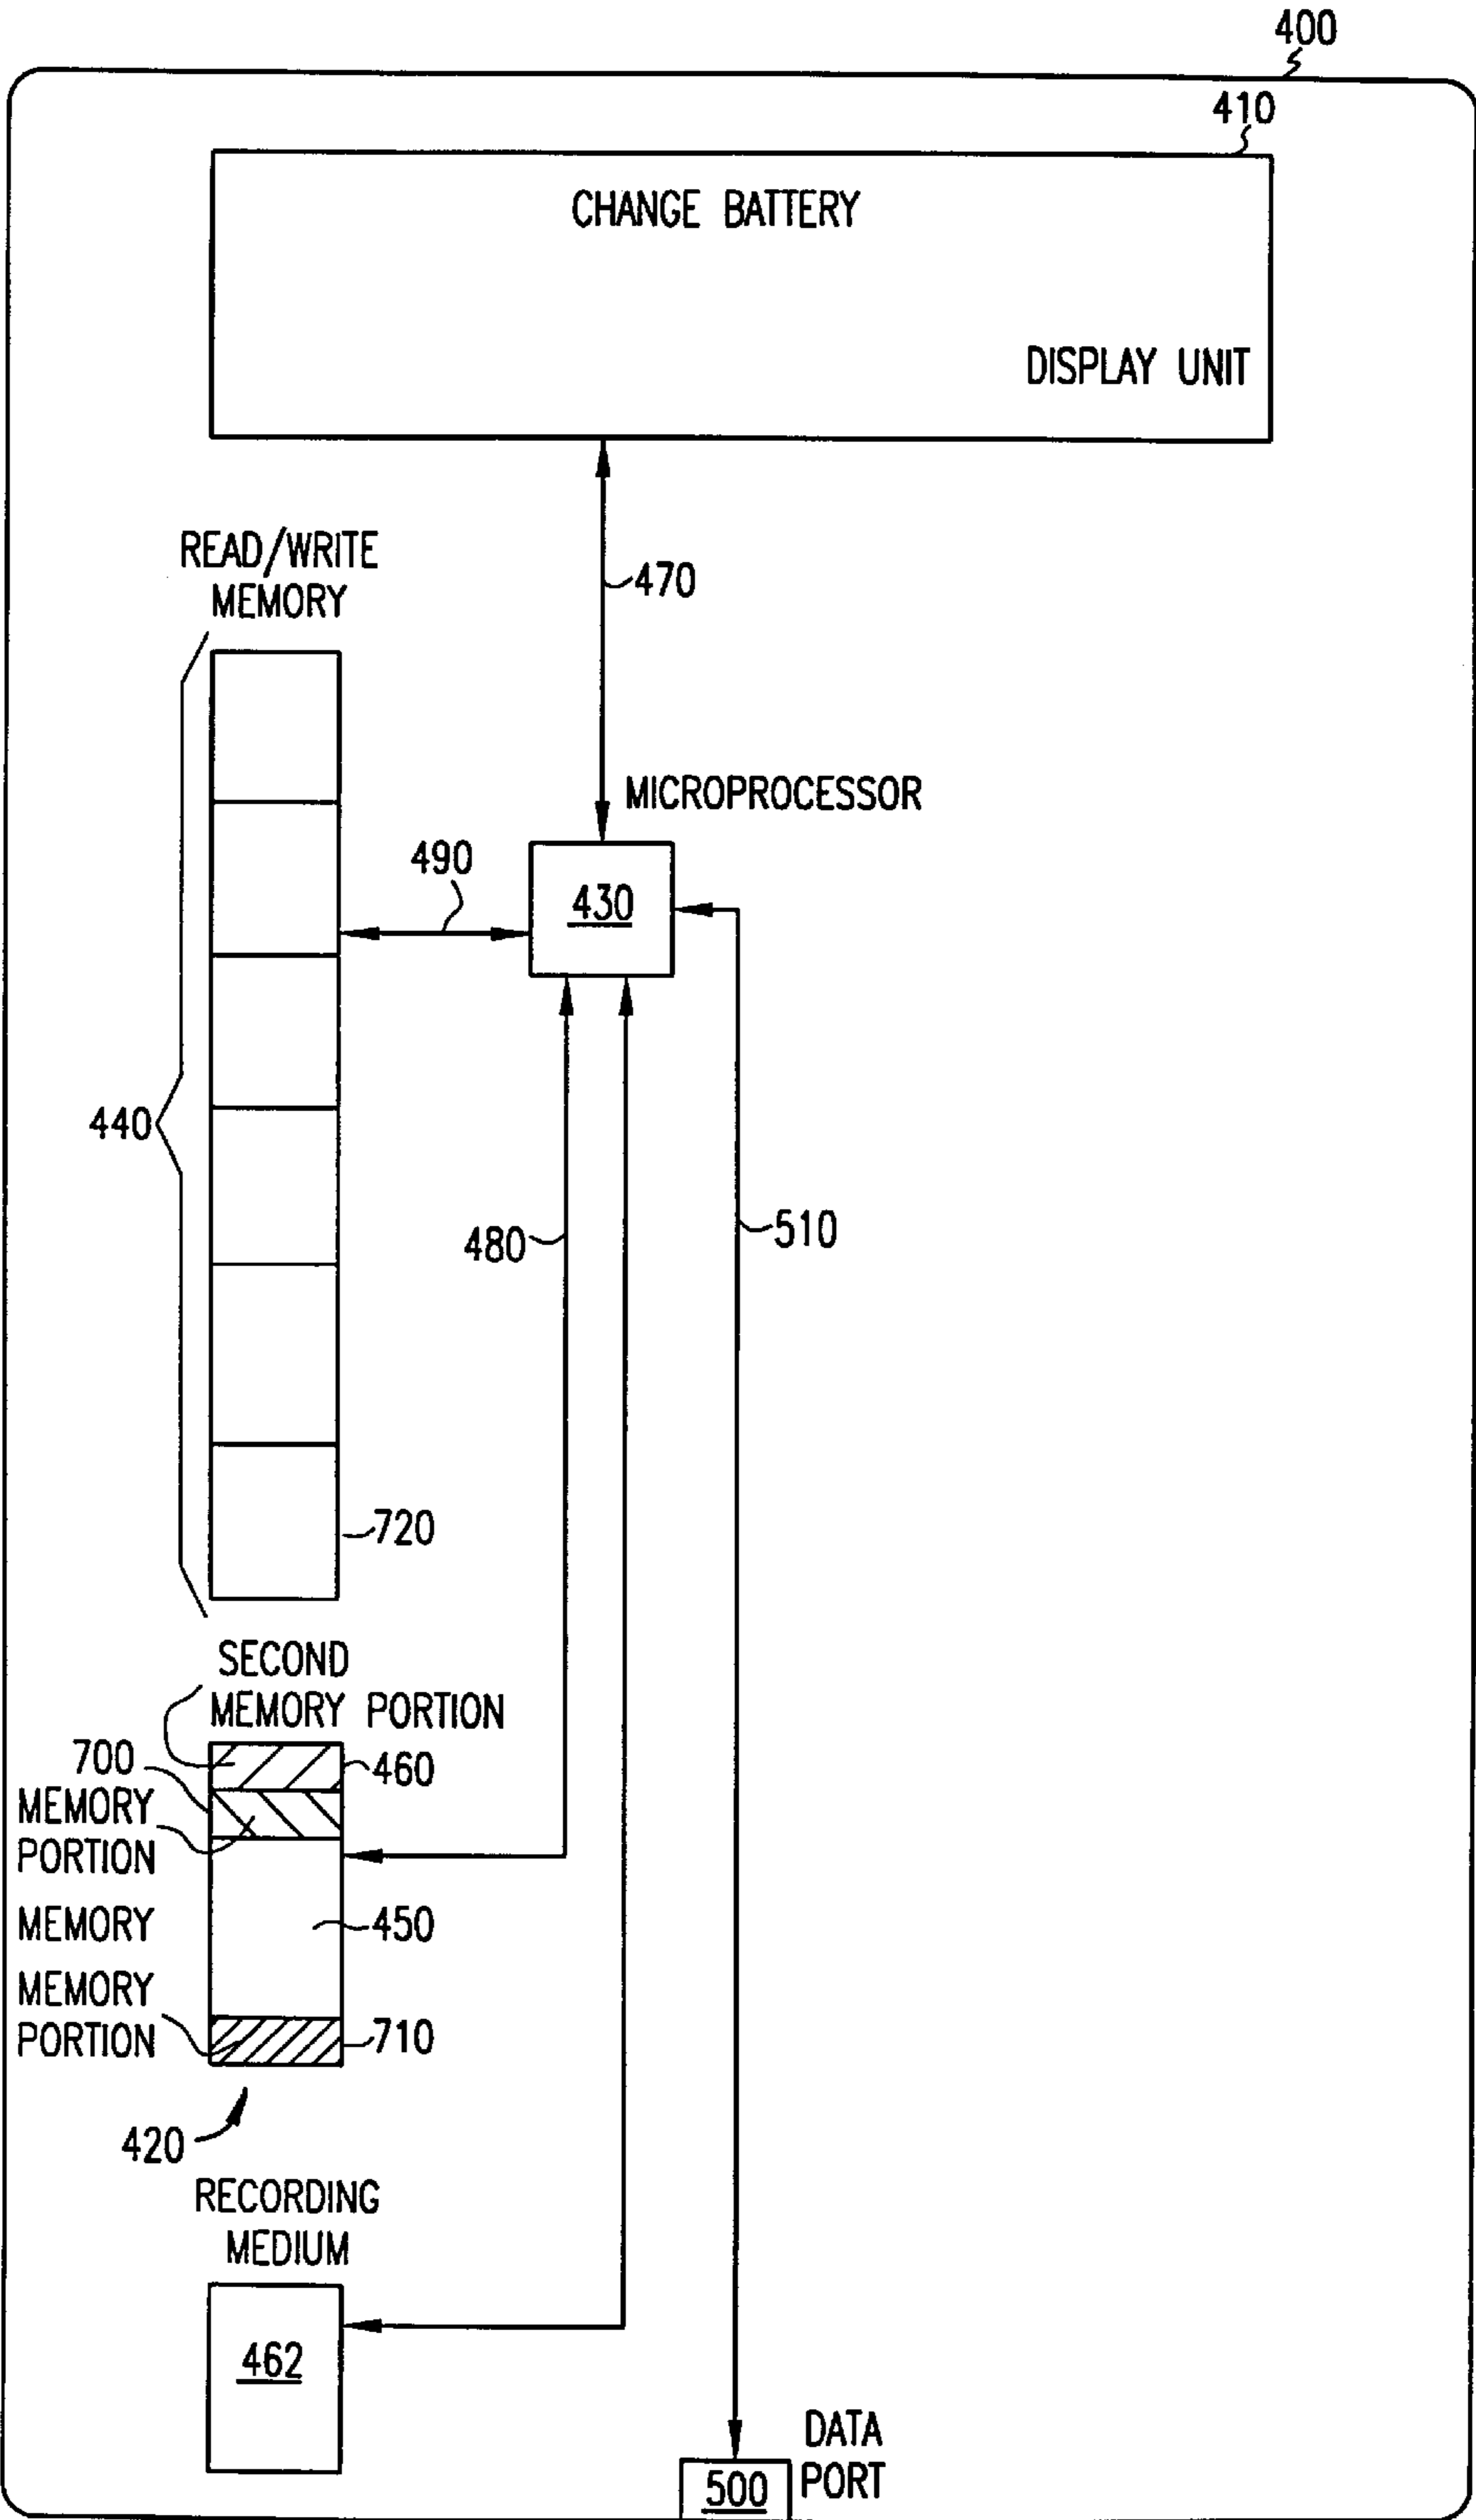 400
410
CHANGE BATTERY
DISPLAY UNIT
READ/WRITE
MEMORY
470
MICROPROCESSOR
490
430
440
480
510
720
SECOND
MEMORY PORTION
700
460
MEMORY
PORTION
MEMORY
450
MEMORY
PORTION
710
420
RECORDING
MEDIUM
462
DATA
PORT
500